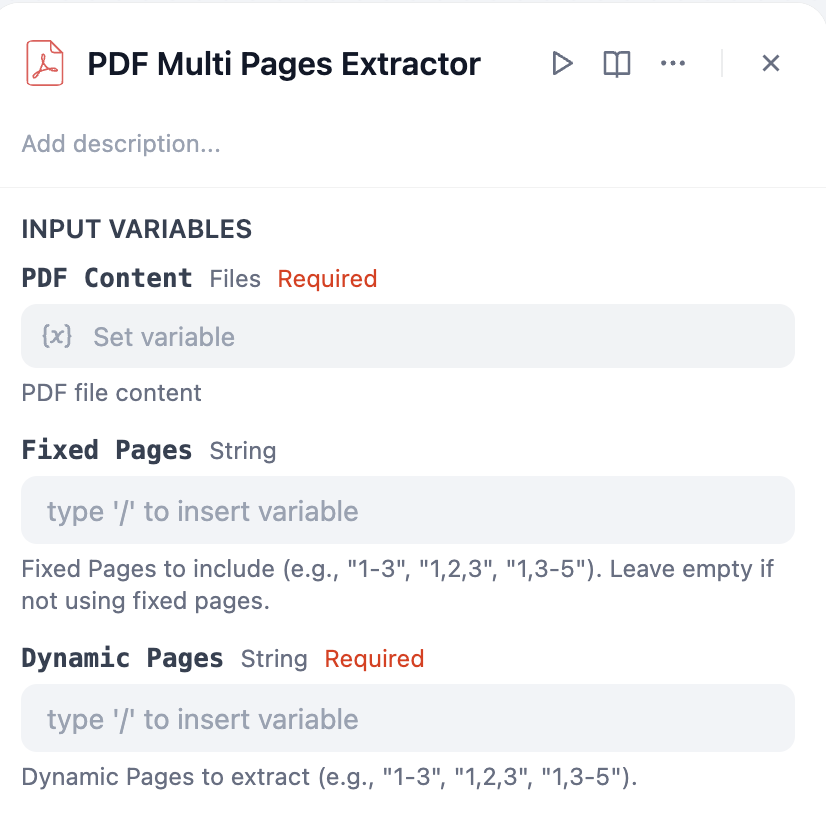 PDF Multi Pages Extractor
Add description...
INPUT VARIABLES
PDF Content Files Required
{x} Set variable
PDF file content
Fixed Pages String
type '/' to insert variable
Fixed Pages to include (e.g., "1-3", "1,2,3", "1,3-5"). Leave empty if
not using fixed pages.
Dynamic Pages String Required
type '/' to insert variable
Dynamic Pages to extract (e.g., "1-3", "1,2,3", "1,3-5").